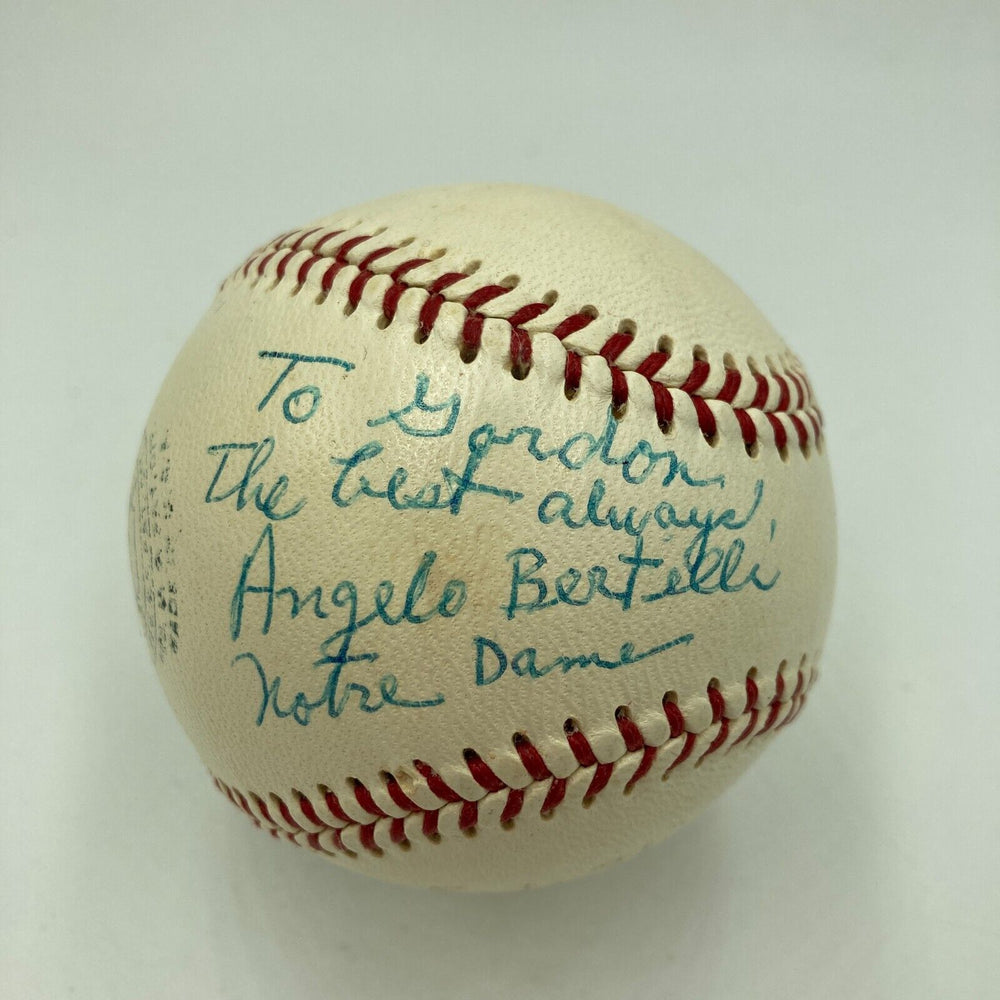 To Gordon,
The best always,
Angelo Bertelli
Notre Dame